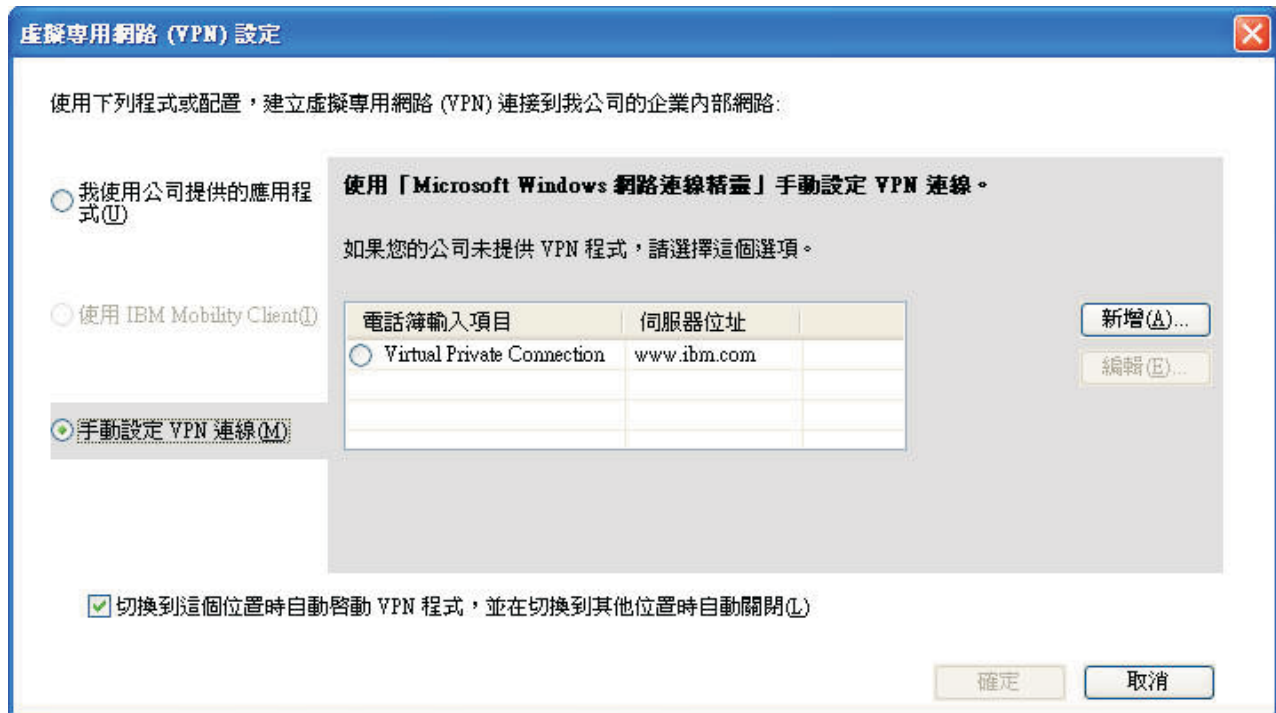 虛擬専用網路 (VPN) 設定
使用下列程式或配置，建立虛擬専用網路 (VPN) 連接到我公司的企業內部網路:
我使用公司提供的應用程
式(U)
使用「Microsoft Windows 網路連線精靈」手動設定 VPN 連線。
如果您的公司未提供 VPN 程式，請選擇這個選項。
使用 IBM Mobility Client(I)
電話簿輸入項目 伺服器位址
新增(A)...
Virtual Private Connection www.ibm.com
編輯(E)...
手動設定 VPN 連線(M)
切換到這個位置時自動啓動 VPN 程式，並在切換到其他位置時自動關閉(L)
確定 取消